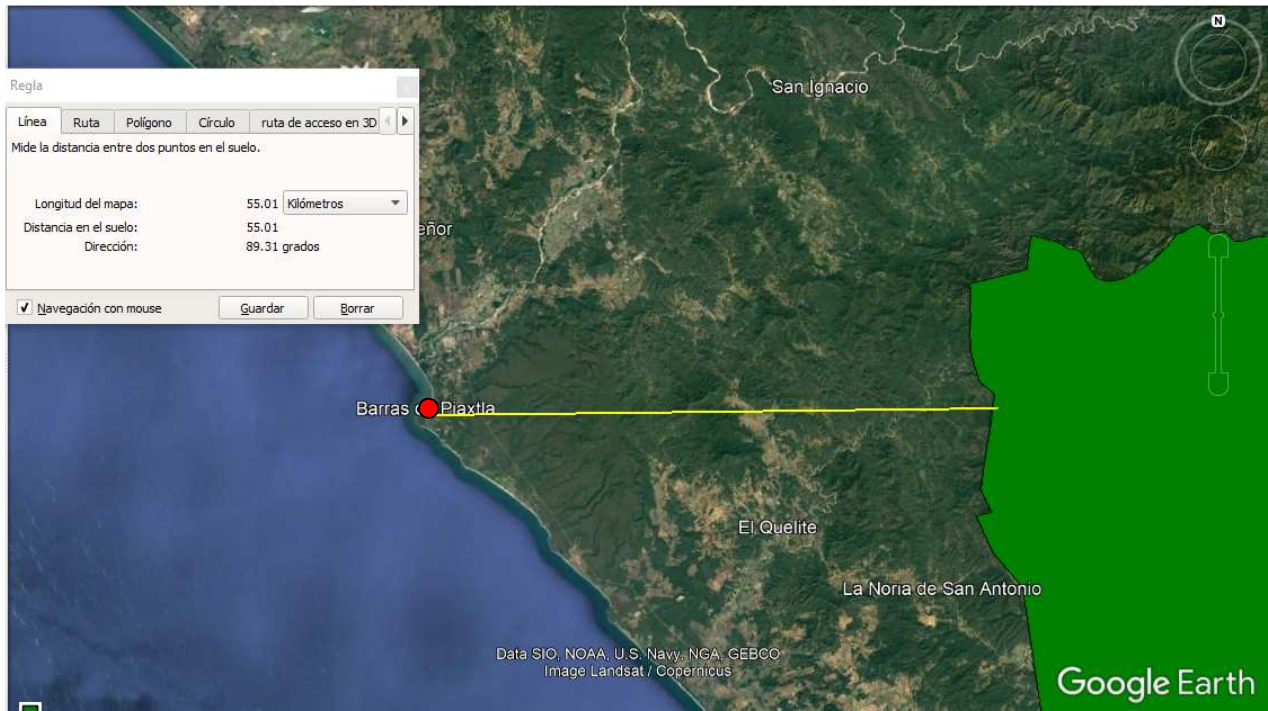 Regla
Línea Ruta Polígono Círculo ruta de acceso en 3D
Mide la distancia entre dos puntos en el suelo.
Longitud del mapa: 55.01 Kilómetros
Distancia en el suelo: 55.01
Dirección: 89.31 grados
Navegación con mouse Guardar Borrar
N
San Ignacio
eñor
Barras Piaxtla
El Quelite
La Noria de San Antonio
Data SIO, NOAA, U.S. Navy, NGA, GEBCO
Image Landsat / Copernicus
Google Earth